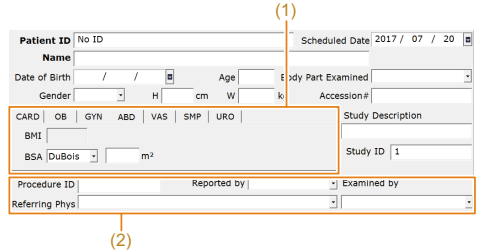 (1)
Patient ID No ID Scheduled Date 2017 / 07 / 20
Name
Date of Birth / / Age Body Part Examined
Gender H cm W Accession#
CARD OB GYN ABD VAS SMP URO Study Description
BMI
BSA DuBois m²
Study ID 1
Procedure ID Reported by Examined by
Referring Phys
(2)